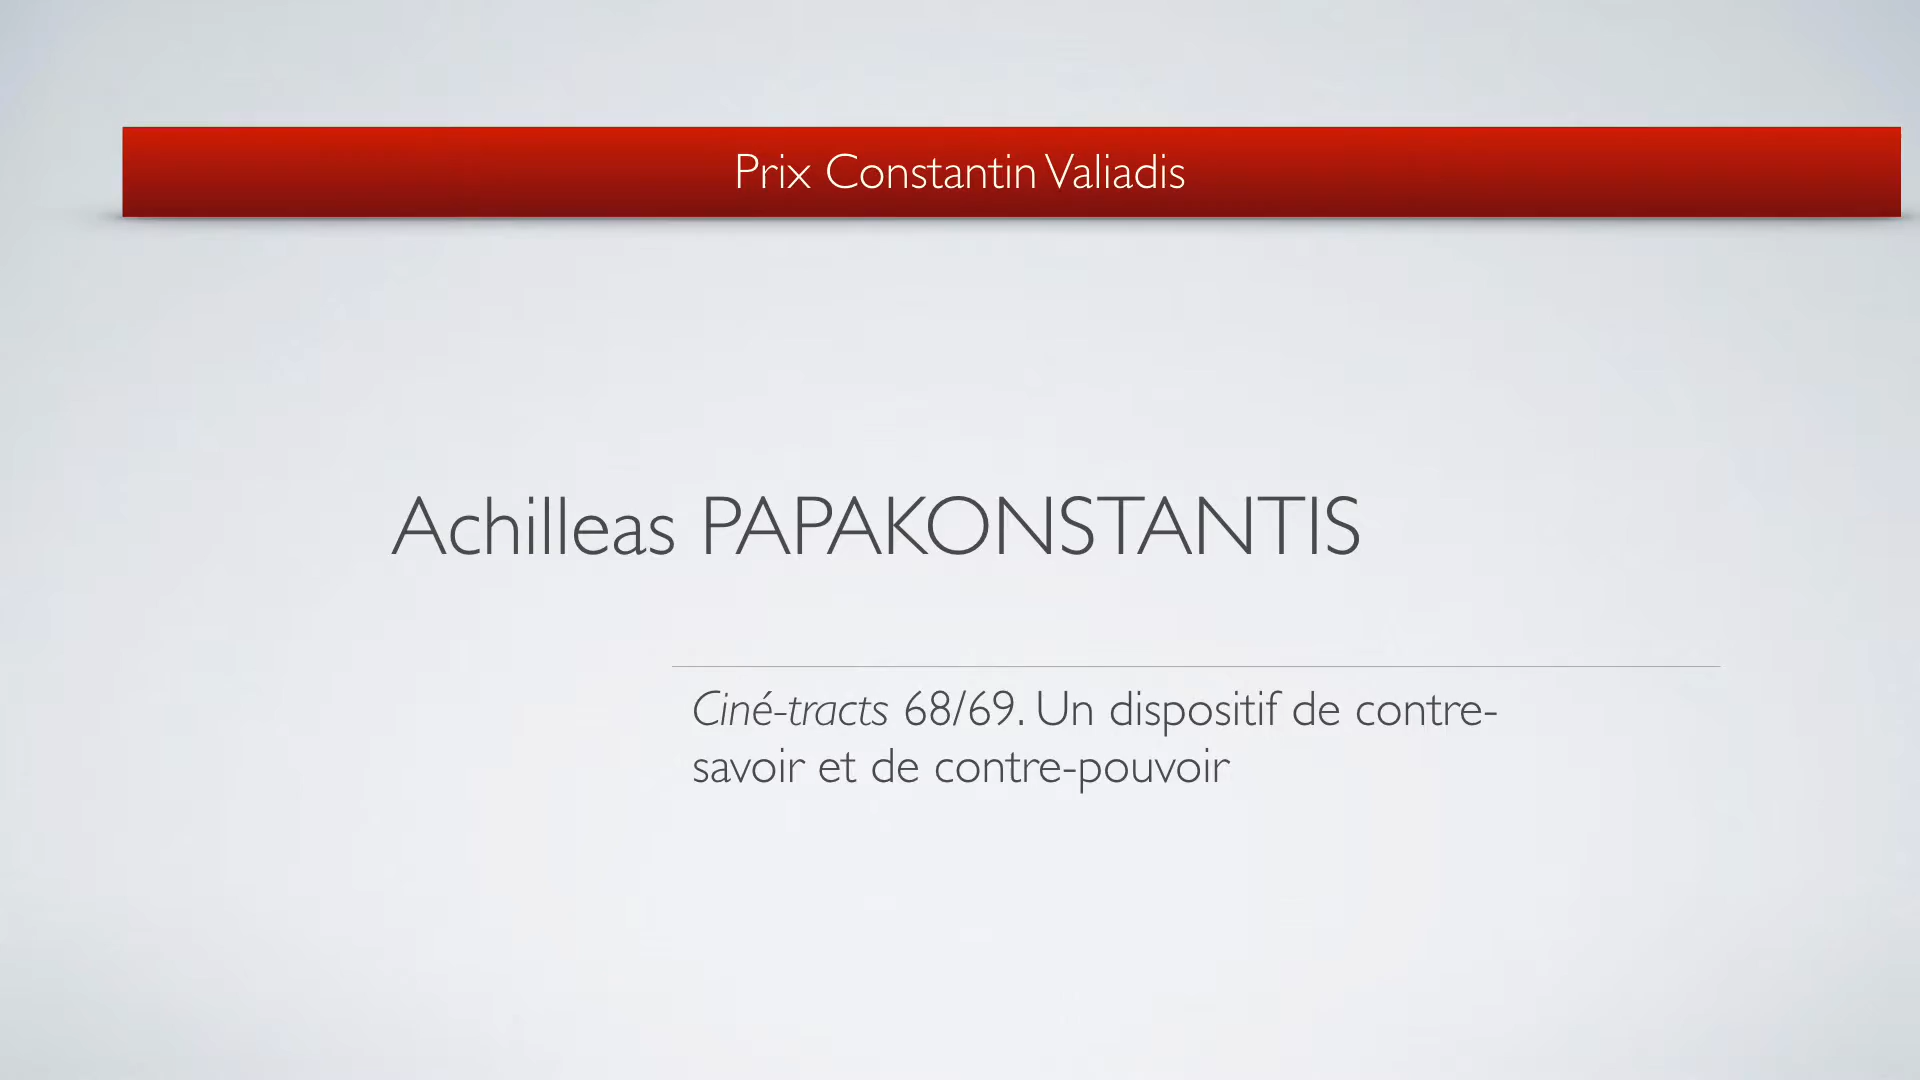 Prix Constantin Valiadis
Achilleas PAPAKONSTANTIS
Ciné-tracts 68/69. Un dispositif de contre-
savoir et de contre-pouvoir